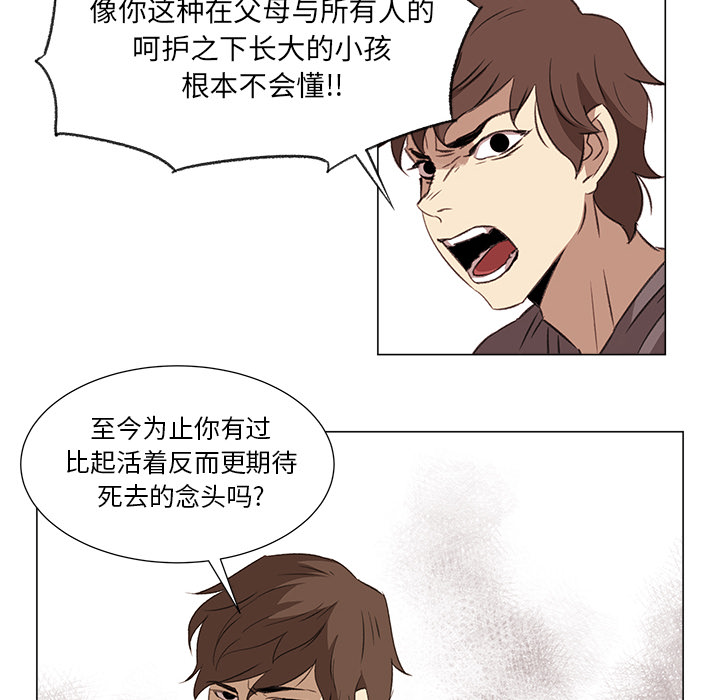 像你这种在父母与所有人的
呵护之下长大的小孩
根本不会懂!!
至今为止你有过
比起活着反而更期待
死去的念头吗?